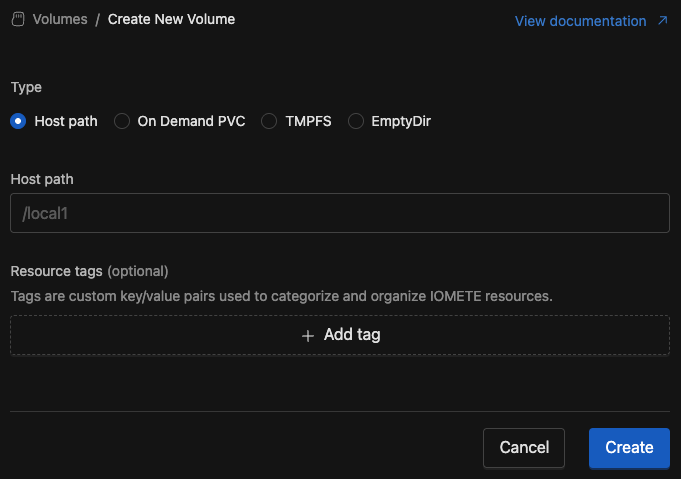 Volumes / Create New Volume View documentation
Type
Host path On Demand PVC TMPFS EmptyDir
Host path
/local1
Resource tags (optional)
Tags are custom key/value pairs used to categorize and organize IOMETE resources.
+ Add tag
Cancel Create